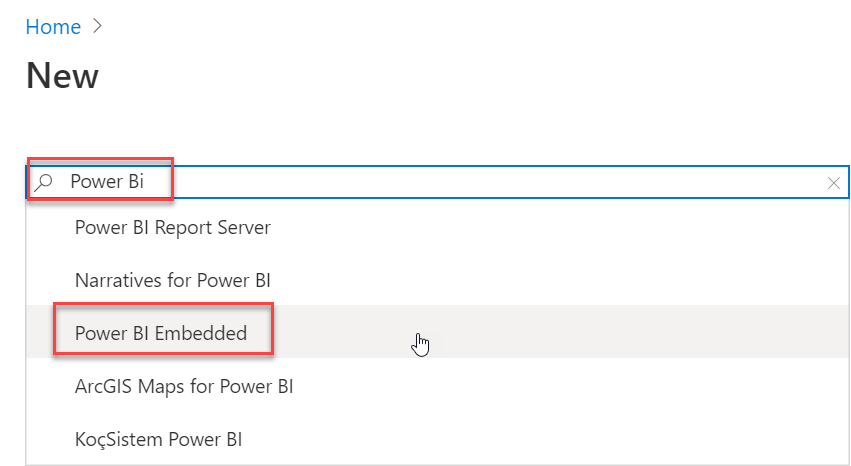 Home
New
Power Bi
Power BI Report Server
Narratives for Power BI
Power BI Embedded
ArcGIS Maps for Power BI
KoçSistem Power BI